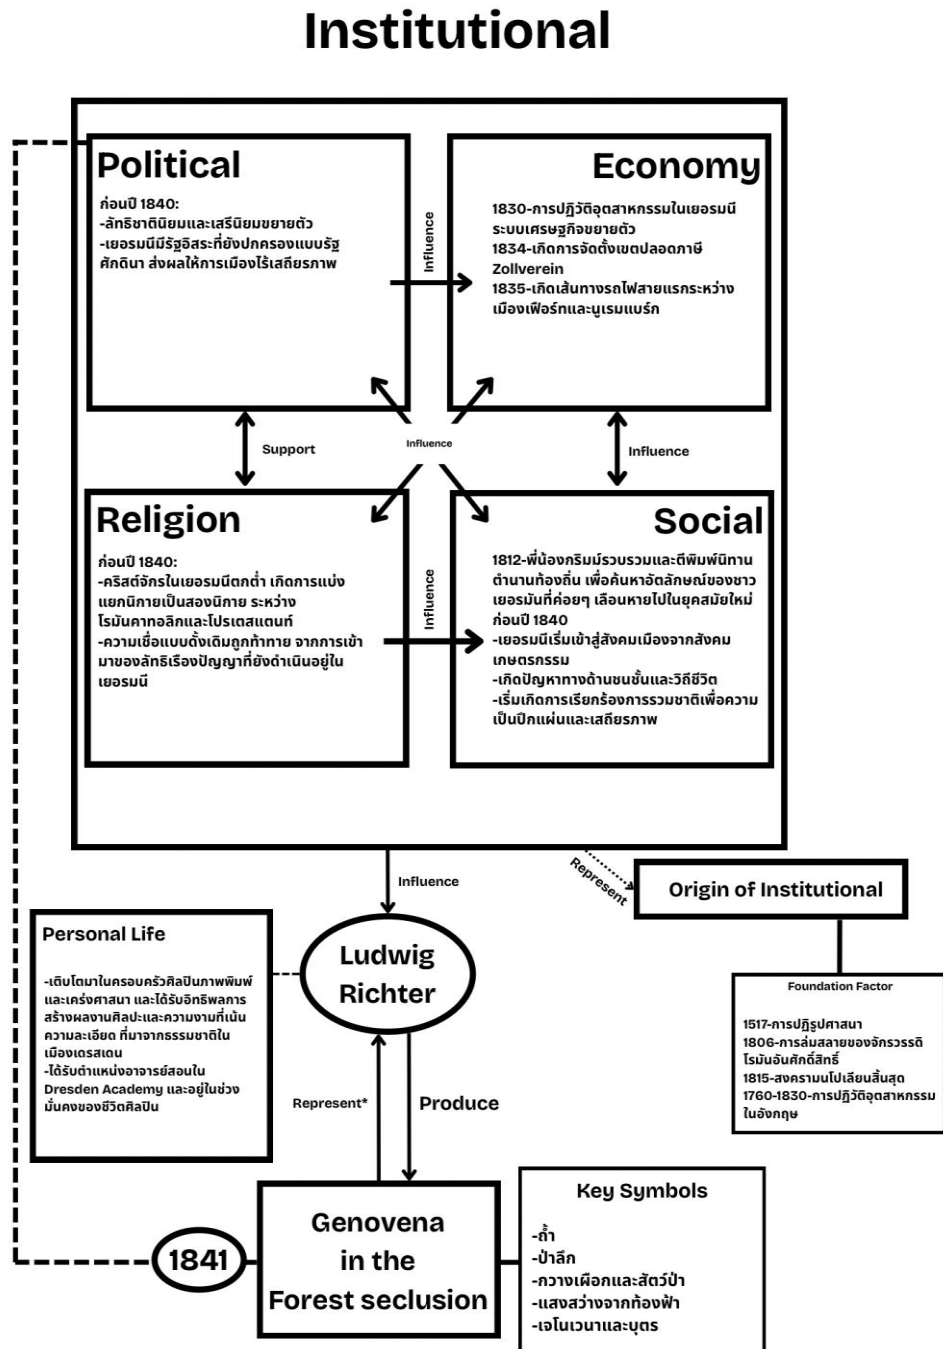 Institutional
Political
ก่อนปี 1840:
-ลัทธิชาตินิยมและเสรีนิยมขยายตัว
-เยอรมนีมีรัฐอิสระที่ยังปกครองแบบรัฐ
ศักดินา ส่งผลให้การเมืองไร้เสถียรภาพ
Influence
Economy
1830-การปฏิวัติอุตสาหกรรมในเยอรมนี
ระบบเศรษฐกิจขยายตัว
1834-เกิดการจัดตั้งเขตปลอดภาษี
Zollverein
1835-เกิดเส้นทางรถไฟสายแรกระหว่าง
เมืองเฟือร์ทและนูเรมแบร์ก
Support
Influence
Influence
Religion
ก่อนปี 1840:
-คริสต์จักรในเยอรมนีตกต่ำ เกิดการแบ่ง
แยกนิกายเป็นสองนิกาย ระหว่าง
โรมันคาทอลิกและโปรเตสแตนท์
-ความเชื่อแบบดั้งเดิมถูกท้าทาย จากการเข้า
มาของลัทธิเรืองปัญญาที่ยังดำเนินอยู่ใน
เยอรมนี
Influence
Social
1812-พี่น้องกริมม์รวบรวมและตีพิมพ์นิทาน
ตำนานท้องถิ่น เพื่อค้นหาอัตลักษณ์ของชาว
เยอรมันที่ค่อยๆ เลือนหายไปในยุคสมัยใหม่
ก่อนปี 1840
-เยอรมนีเริ่มเข้าสู่สังคมเมืองจากสังคม
เกษตรกรรม
-เกิดปัญหาทางด้านชนชั้นและวิถีชีวิต
-เริ่มเกิดการเรียกร้องการรวมชาติเพื่อความ
เป็นปึกแผ่นและเสถียรภาพ
Influence
Represent
Origin of Institutional
Foundation Factor
1517-การปฏิรูปศาสนา
1806-การล่มสลายของจักรวรรดิ
โรมันอันศักดิ์สิทธิ์
1815-สงครามนโปเลียนสิ้นสุด
1760-1830-การปฏิวัติอุตสาหกรรม
ในอังกฤษ
Personal Life
-เติบโตมาในครอบครัวศิลปินภาพพิมพ์
และเคร่งศาสนา และได้รับอิทธิพลการ
สร้างผลงานศิลปะและความงามที่เน้น
ความละเอียด ที่มาจากธรรมชาติใน
เมืองเดรสเดน
-ได้รับตำแหน่งอาจารย์สอนใน
Dresden Academy และอยู่ในช่วง
มั่นคงของชีวิตศิลปิน
Ludwig
Richter
Represent*
Produce
1841
Genovena
in the
Forest seclusion
Key Symbols
-ถ้ำ
-ป่าลึก
-กวางเผือกและสัตว์ป่า
-แสงสว่างจากท้องฟ้า
-เจโนเวนาและบุตร